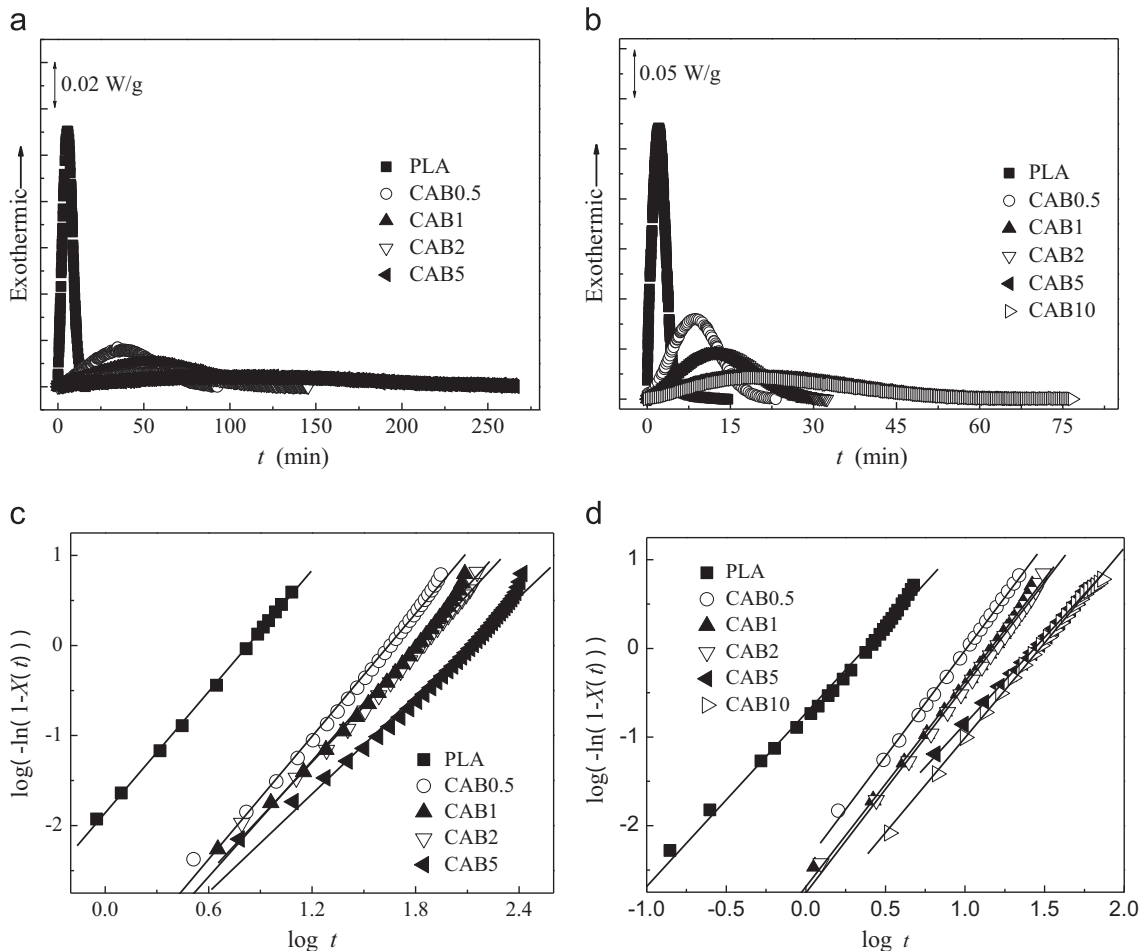 a
0.02 W/g
Exothermic
PLA
CAB0.5
CAB1
CAB2
CAB5
0 50 100 150 200 250
t (min)
b
0.05 W/g
Exothermic
PLA
CAB0.5
CAB1
CAB2
CAB5
CAB10
0 15 30 45 60 75
t (min)
c
log(-ln(1-X(t)))
1
0
-1
-2
PLA
CAB0.5
CAB1
CAB2
CAB5
0.0 0.6 1.2 1.8 2.4
log t
d
log(-ln(1-X(t)))
1
0
-1
-2
PLA
CAB0.5
CAB1
CAB2
CAB5
CAB10
-1.0 -0.5 0.0 0.5 1.0 1.5 2.0
log t